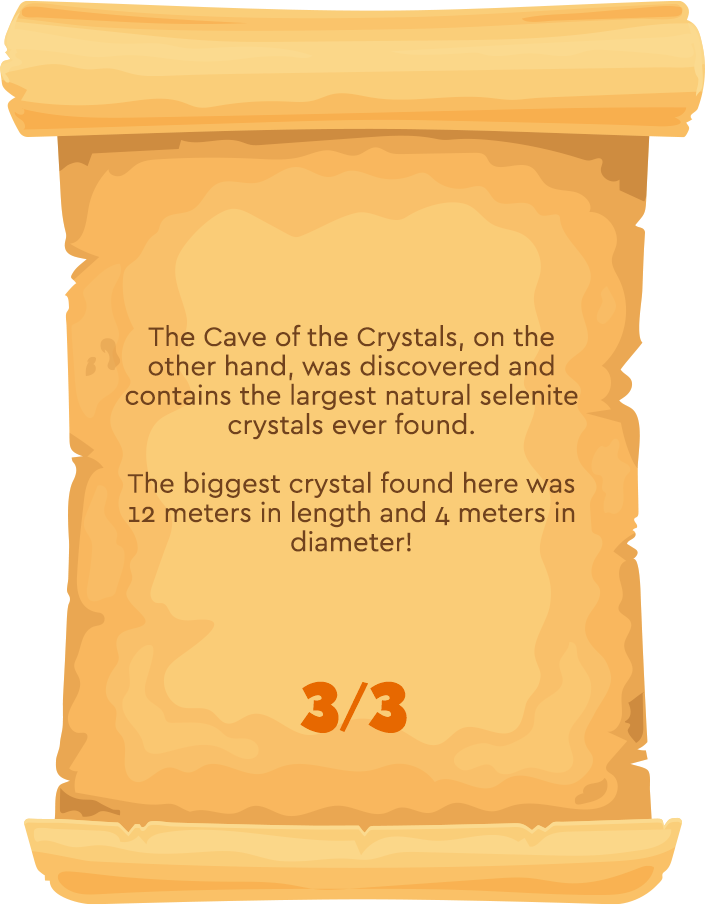 The Cave of the Crystals, on the
other hand, was discovered and
contains the largest natural selenite
crystals ever found.
The biggest crystal found here was
12 meters in length and 4 meters in
diameter!
3/3